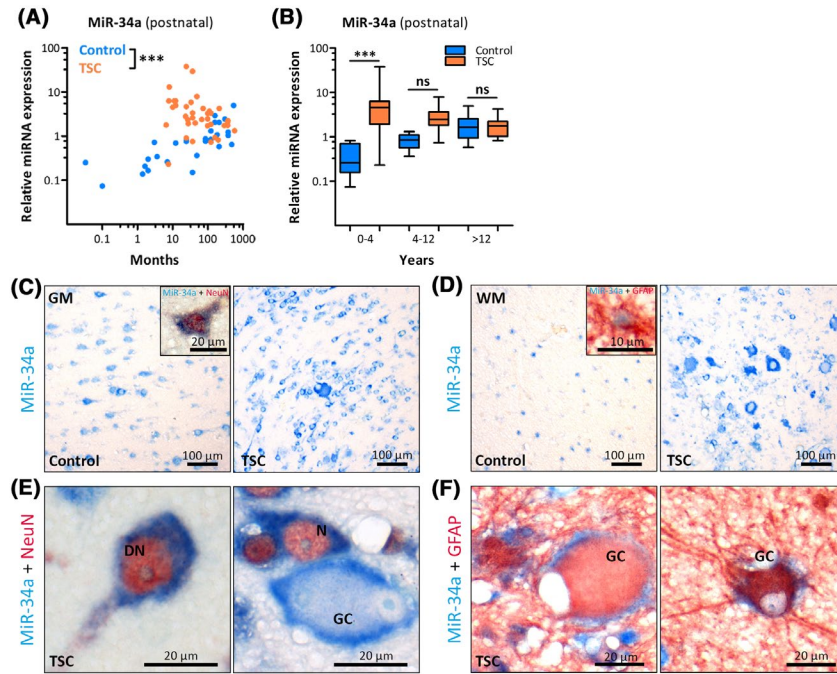 (A) MiR-34a (postnatal)
Relative miRNA expression
100
10
1
0.1
Control
TSC
***
0.1 1 10 100 1000
Months
(B) MiR-34a (postnatal)
Relative miRNA expression
100
10
1
0.1
Control
TSC
*** ns ns
0-4 4-12 >12
Years
(C)
MiR-34a
GM
MiR-34a + NeuN
20 µm
Control
100 µm
TSC
100 µm
(D)
MiR-34a
WM
MiR-34a + GFAP
10 µm
Control
100 µm
TSC
100 µm
(E)
MiR-34a + NeuN
DN
TSC
20 µm
N
GC
20 µm
(F)
MiR-34a + GFAP
GC
TSC
20 µm
GC
20 µm